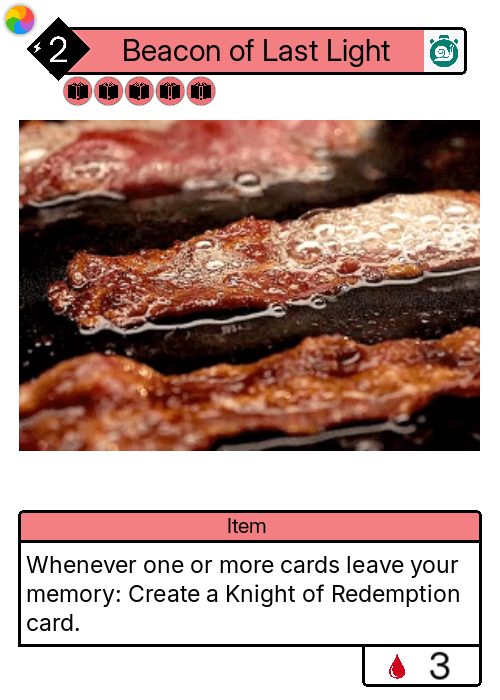 2
Beacon of Last Light
Item
Whenever one or more cards leave your
memory: Create a Knight of Redemption
card.
3